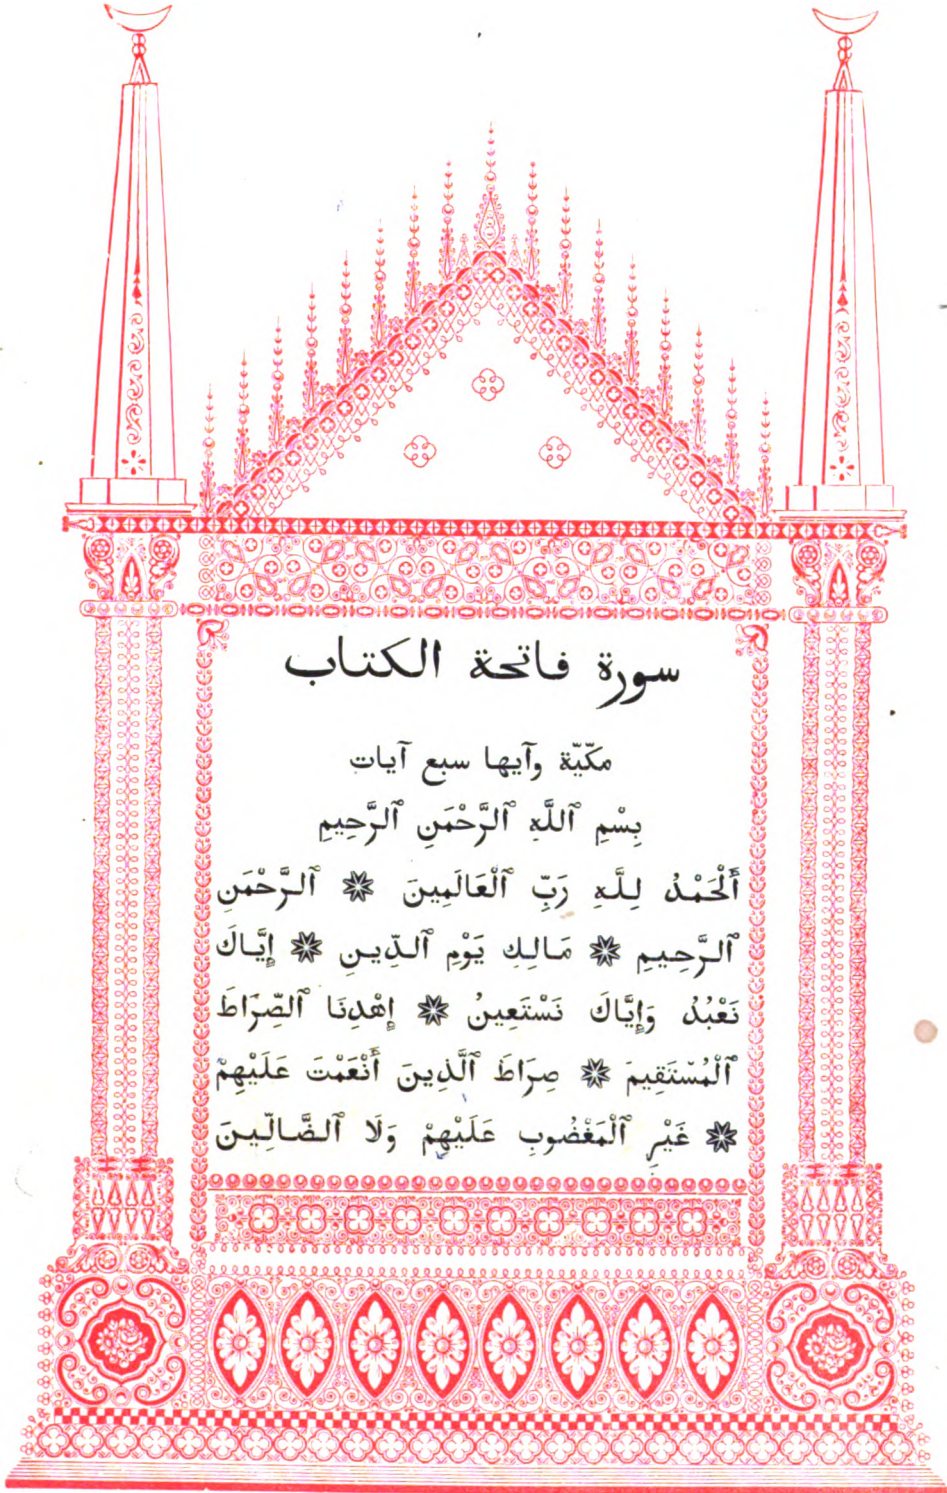 سورة فاتحة الكتاب
مكّيّة وآيها سبع آيات
بِسْمِ ٱللَّهِ ٱلرَّحْمَنِ ٱلرَّحِيمِ
أَلْحَمْدُ لِلَّهِ رَبِّ ٱلْعَالَمِينَ ❋ ٱلرَّحْمَنِ
ٱلرَّحِيمِ ❋ مَالِكِ يَوْمِ ٱلدِّينِ ❋ إِيَّاكَ
نَعْبُدُ وَإِيَّاكَ نَسْتَعِينُ ❋ إِهْدِنَا ٱلصِّرَاطَ
ٱلْمُسْتَقِيمَ ❋ صِرَاطَ ٱلَّذِينَ أَنْعَمْتَ عَلَيْهِمْ
❋ غَيْرِ ٱلْمَغْضُوبِ عَلَيْهِمْ وَلَا ٱلضَّالِّينَ